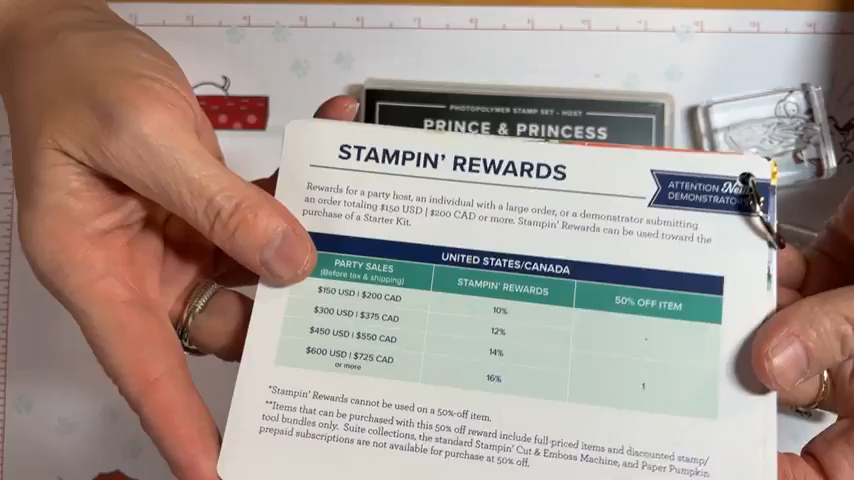 PHOTOPOLYMER STAMP SET - HOST
PRINCE & PRINCESS
STAMPIN' REWARDS
ATTENTION New
DEMONSTRATORS
Rewards for a party host, an individual with a large order, or a demonstrator submitting
an order totaling $150 USD | $200 CAD or more. Stampin' Rewards can be used toward the
purchase of a Starter Kit.
UNITED STATES/CANADA
PARTY SALES
(Before tax & shipping)
STAMPIN' REWARDS
50% OFF ITEM
$150 USD | $200 CAD
10%
$300 USD | $375 CAD
12%
-
$450 USD | $550 CAD
14%
$600 USD | $725 CAD
or more
16%
1
*Stampin' Rewards cannot be used on a 50%-off item.
**Items that can be purchased with this 50% off reward include full-priced items and discounted stamp/
tool bundles only. Suite collections, the standard Stampin' Cut & Emboss Machine, and Paper Pumpkin
prepaid subscriptions are not available for purchase at 50% off.